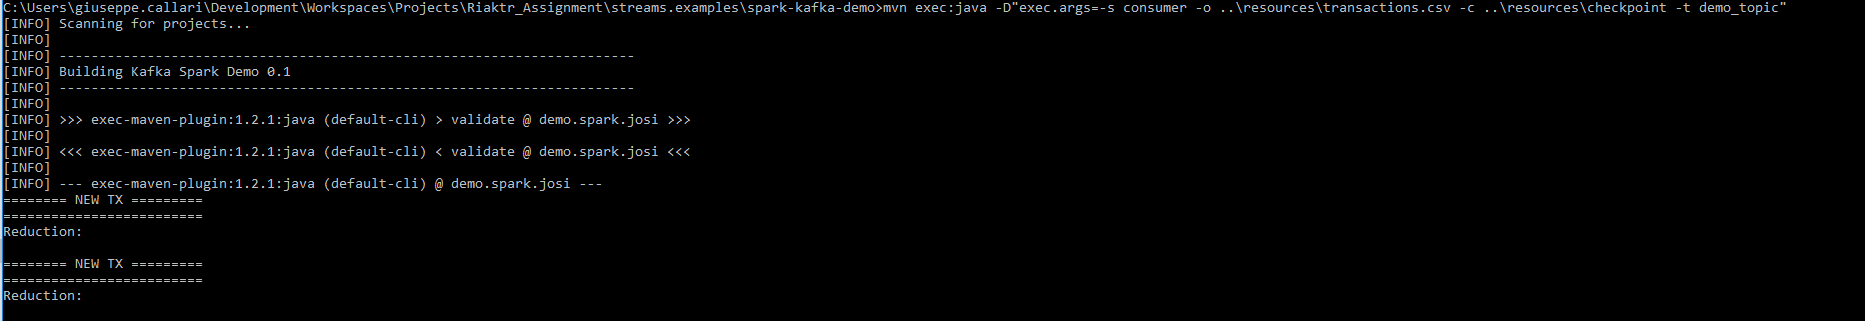 C:\Users\giuseppe.callari\Development\Workspaces\Projects\Riaktr_Assignment\streams.examples\spark-kafka-demo>mvn exec:java -D"exec.args=-s consumer -o ..\resources\transactions.csv -c ..\resources\checkpoint -t demo_topic"
[INFO] Scanning for projects...
[INFO]
[INFO] ------------------------------------------------------------------------
[INFO] Building Kafka Spark Demo 0.1
[INFO] ------------------------------------------------------------------------
[INFO]
[INFO] >>> exec-maven-plugin:1.2.1:java (default-cli) > validate @ demo.spark.josi >>>
[INFO]
[INFO] <<< exec-maven-plugin:1.2.1:java (default-cli) < validate @ demo.spark.josi <<<
[INFO]
[INFO] --- exec-maven-plugin:1.2.1:java (default-cli) @ demo.spark.josi ---
======== NEW TX =========
=========================
Reduction:
======== NEW TX =========
=========================
Reduction: